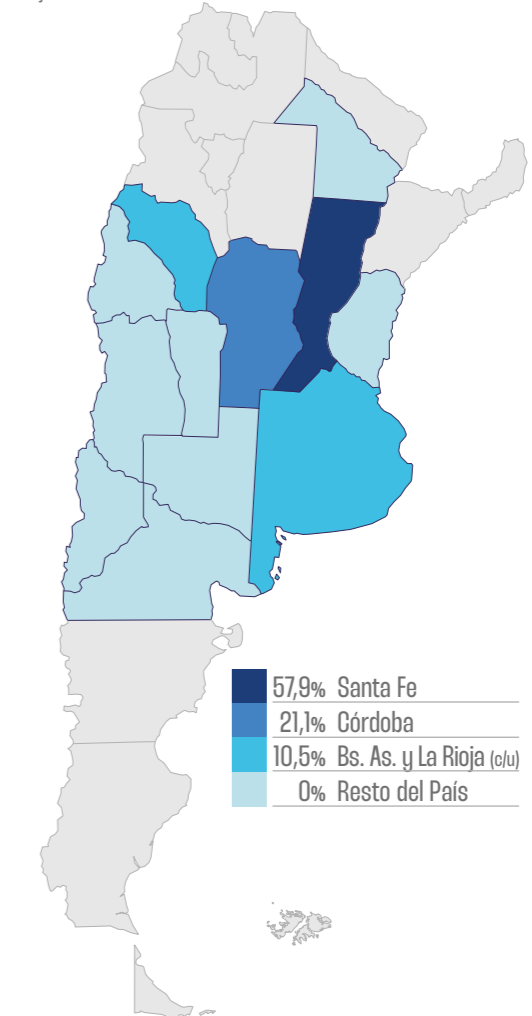 57,9% Santa Fe
21,1% Córdoba
10,5% Bs. As. y La Rioja (c/u)
0% Resto del País